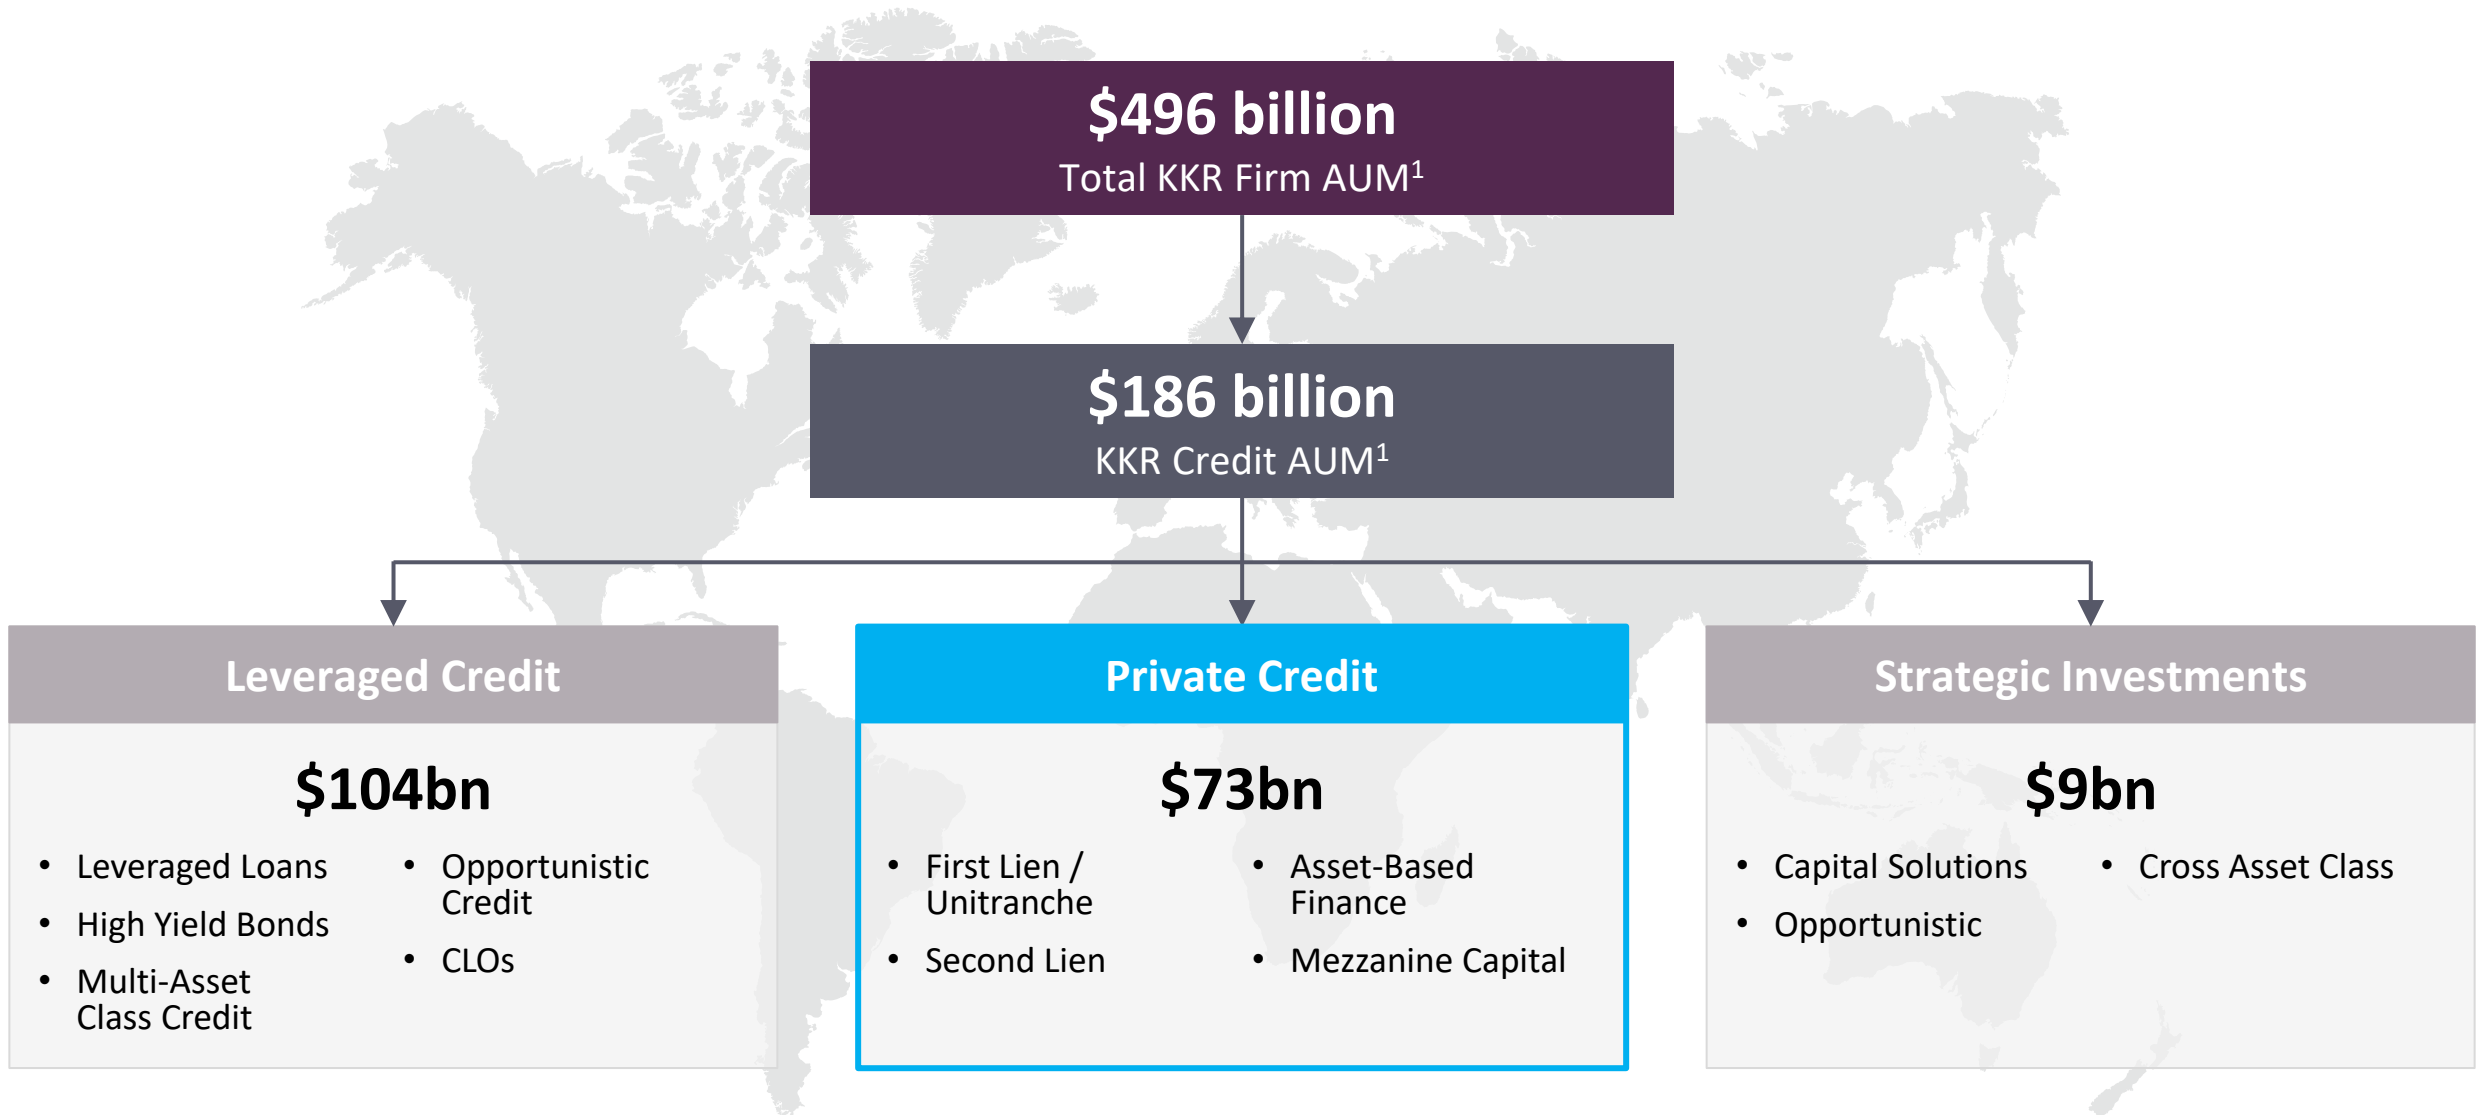 $496 billion
Total KKR Firm AUM¹
$186 billion
KKR Credit AUM¹
Leveraged Credit
$104bn
• Leveraged Loans
• High Yield Bonds
• Multi-Asset
Class Credit
• Opportunistic
Credit
• CLOs
Private Credit
$73bn
• First Lien /
Unitranche
• Second Lien
• Asset-Based
Finance
• Mezzanine Capital
Strategic Investments
$9bn
• Capital Solutions
• Opportunistic
• Cross Asset Class